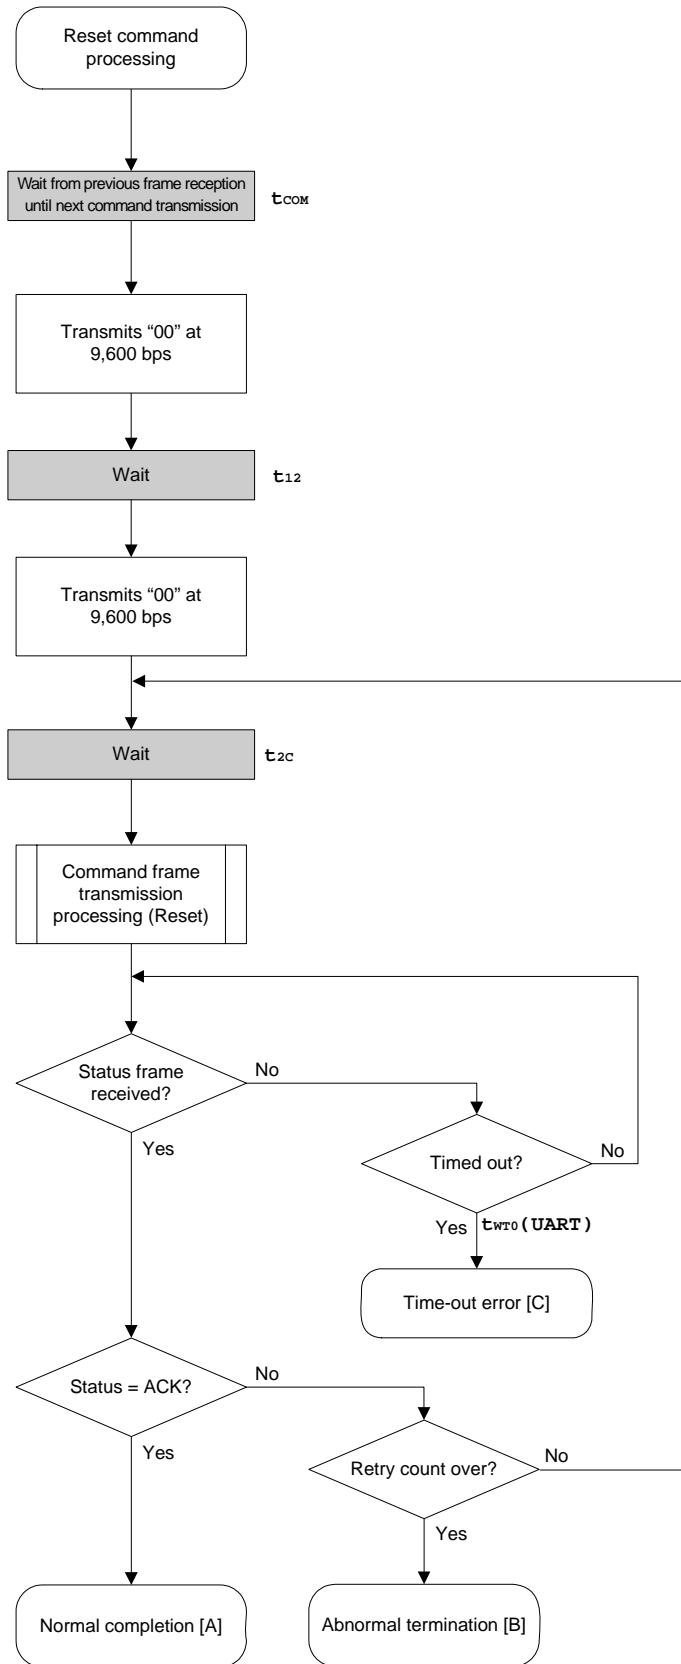 Reset command
processing
Wait from previous frame reception
until next command transmission
tCOM
Transmits “00” at
9,600 bps
Wait
t12
Transmits “00” at
9,600 bps
Wait
t2C
Command frame
transmission
processing (Reset)
Status frame
received?
No
Yes
Timed out?
No
Yes
tWT0(UART)
Time-out error [C]
Status = ACK?
No
Yes
Retry count over?
No
Yes
Normal completion [A]
Abnormal termination [B]